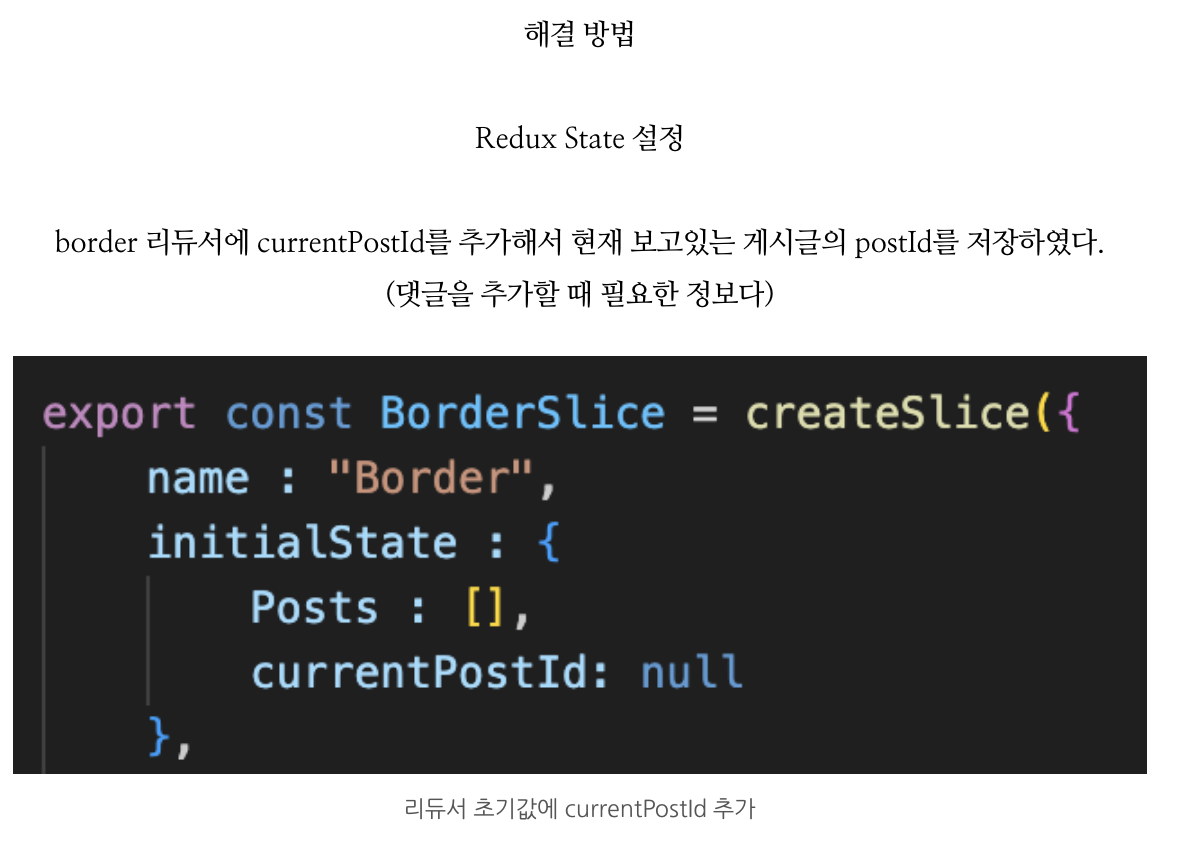 해결 방법
Redux State 설정
border 리듀서에 currentPostId를 추가해서 현재 보고있는 게시글의 postId를 저장하였다.
(댓글을 추가할 때 필요한 정보다)
export const BorderSlice = createSlice({
name : "Border",
initialState : {
Posts : [],
currentPostId: null
},
리듀서 초기값에 currentPostId 추가